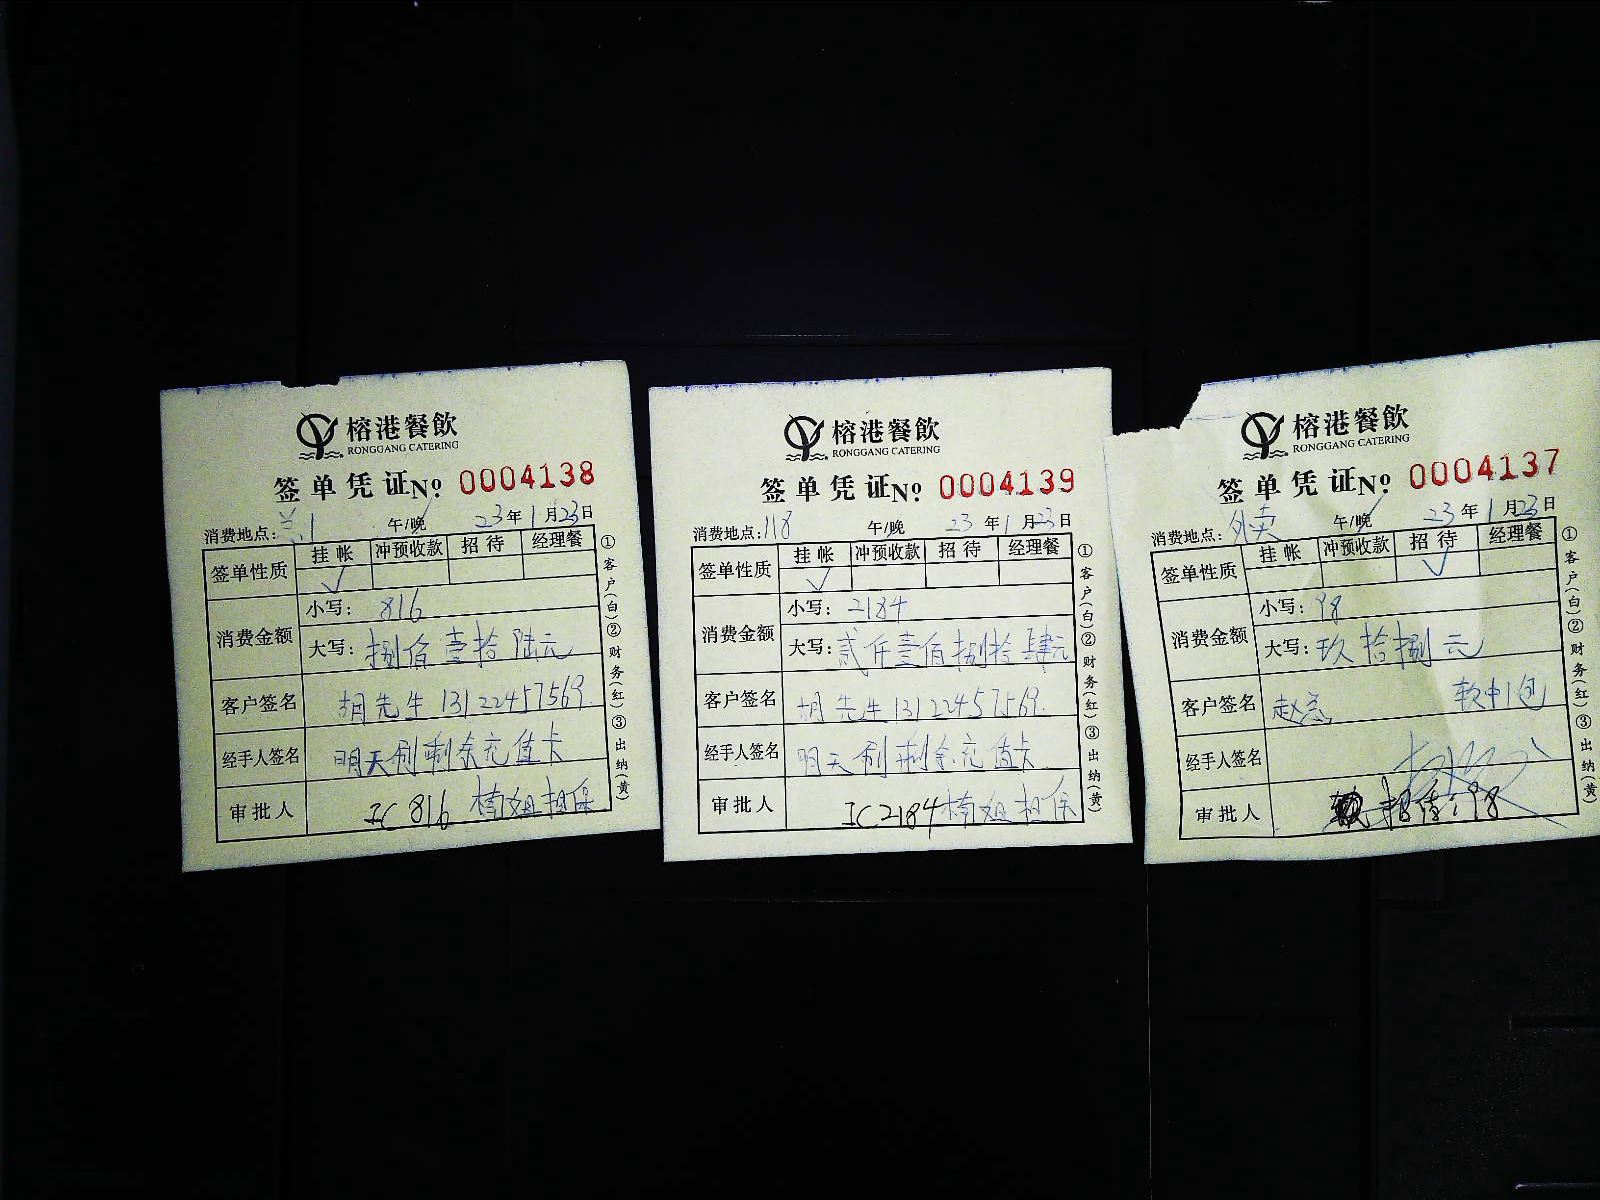 榕港餐飲
RONGGANG CATERING
签单凭证 No 0004138
消费地点: 兰1 午/晚 23年1月23日
签单性质 挂帐 冲预收款 招待 经理餐
✓
消费金额 小写: 816
大写: 捌佰壹拾陆元
客户签名 胡先生 13122457569.
经手人签名 明天刷剩余充值卡
审批人 IC 816 楠姐担保
①客户(白)②财务(红)③出纳(黄)
榕港餐飲
RONGGANG CATERING
签单凭证 No 0004139
消费地点: 118 午/晚 23年1月23日
签单性质 挂帐 冲预收款 招待 经理餐
✓
消费金额 小写: 2184
大写: 贰仟壹佰捌拾肆元
客户签名 胡先生 13122457569.
经手人签名 明天刷剩余充值卡
审批人 IC2184 楠姐担保
①客户(白)②财务(红)③出纳(黄)
榕港餐飲
RONGGANG CATERING
签单凭证 No 0004137
消费地点: 外卖 午/晚 23年1月23日
签单性质 挂帐 冲预收款 招待 经理餐
✓
消费金额 小写: 98
大写: 玖拾捌元
客户签名 赵总 软中1包
经手人签名
审批人 招待:98
①客户(白)②财务(红)③出纳(黄)